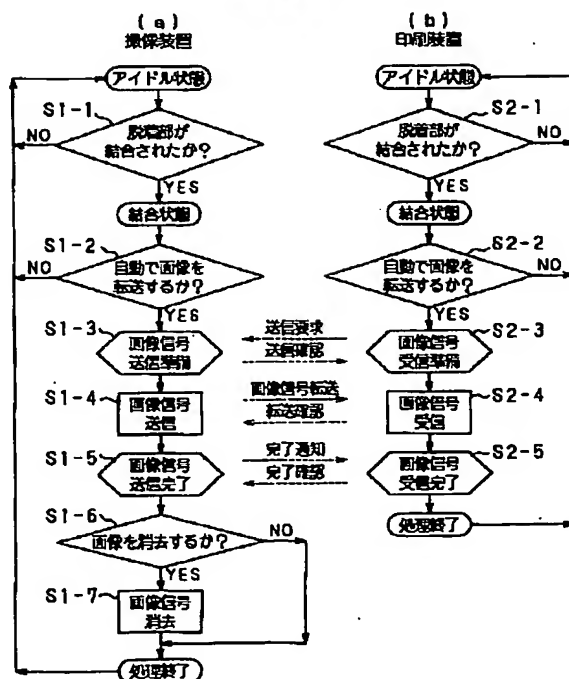 (a)
撮像装置
アイドル状態
S1-1
脱着部が
結合されたか?
NO
YES
結合状態
S1-2
自動で画像を
転送するか?
NO
YES
S1-3
画像信号
送信準備
S1-4
画像信号
送信
S1-5
画像信号
送信完了
S1-6
画像を消去するか?
NO
YES
S1-7
画像信号
消去
処理終了
送信要求
送信確認
画像信号転送
転送確認
完了通知
完了確認
(b)
印刷装置
アイドル状態
S2-1
脱着部が
結合されたか?
NO
YES
結合状態
S2-2
自動で画像を
転送するか?
NO
YES
S2-3
画像信号
受信準備
S2-4
画像信号
受信
S2-5
画像信号
受信完了
処理終了